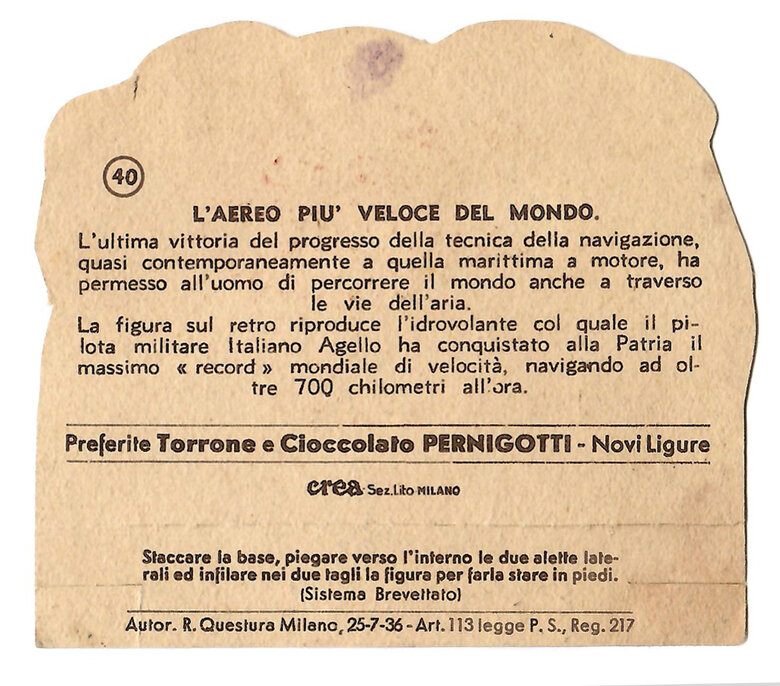 40
L'AEREO PIU' VELOCE DEL MONDO.
L'ultima vittoria del progresso della tecnica della navigazione,
quasi contemporaneamente a quella marittima a motore, ha
permesso all'uomo di percorrere il mondo anche a traverso
le vie dell'aria.
La figura sul retro riproduce l'idrovolante col quale il pi-
lota militare Italiano Agello ha conquistato alla Patria il
massimo « record » mondiale di velocità, navigando ad ol-
tre 700 chilometri all'ora.
Preferite Torrone e Cioccolato PERNIGOTTI - Novi Ligure
crea Sez. Lito MILANO
Staccare la base, piegare verso l'interno le due alette late-
rali ed infilare nei due tagli la figura per farla stare in piedi.
(Sistema Brevettato)
Autor. R. Questura Milano, 25-7-36 - Art. 113 legge P. S., Reg. 217